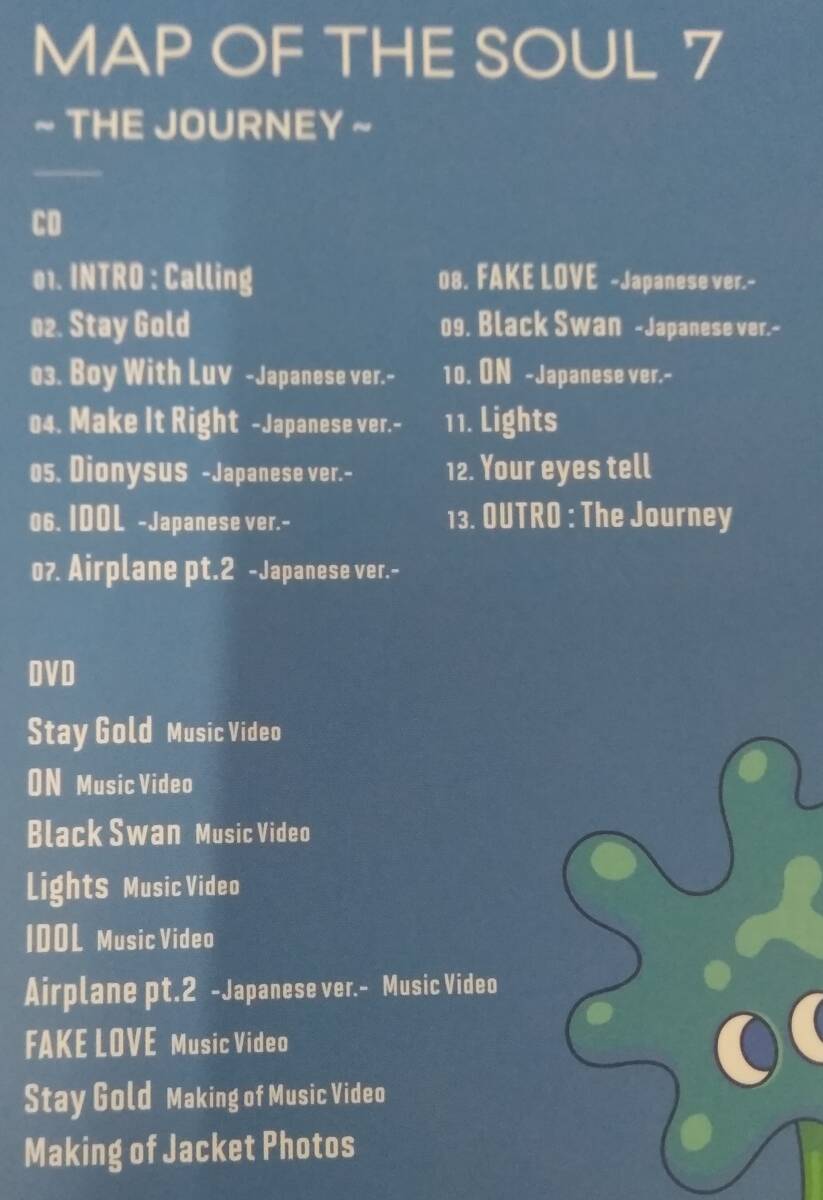 MAP OF THE SOUL 7
~ THE JOURNEY ~
CD
01. INTRO : Calling
02. Stay Gold
03. Boy With Luv -Japanese ver.-
04. Make It Right -Japanese ver.-
05. Dionysus -Japanese ver.-
06. IDOL -Japanese ver.-
07. Airplane pt.2 -Japanese ver.-
08. FAKE LOVE -Japanese ver.-
09. Black Swan -Japanese ver.-
10. ON -Japanese ver.-
11. Lights
12. Your eyes tell
13. OUTRO : The Journey
DVD
Stay Gold Music Video
ON Music Video
Black Swan Music Video
Lights Music Video
IDOL Music Video
Airplane pt.2 -Japanese ver.- Music Video
FAKE LOVE Music Video
Stay Gold Making of Music Video
Making of Jacket Photos